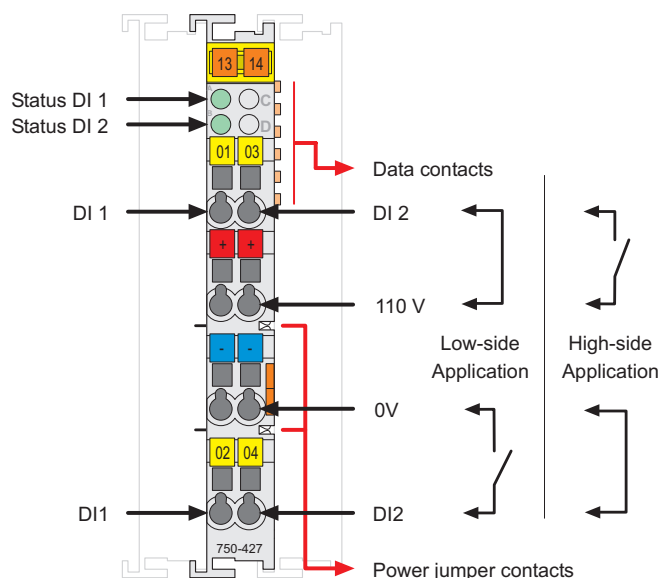 13 14
A
C
Status DI 1
B
D
Status DI 2
01 03
Data contacts
DI 1
DI 2
+ +
110 V
Low-side
Application
High-side
Application
- -
0V
02 04
DI1
DI2
750-427
Power jumper contacts